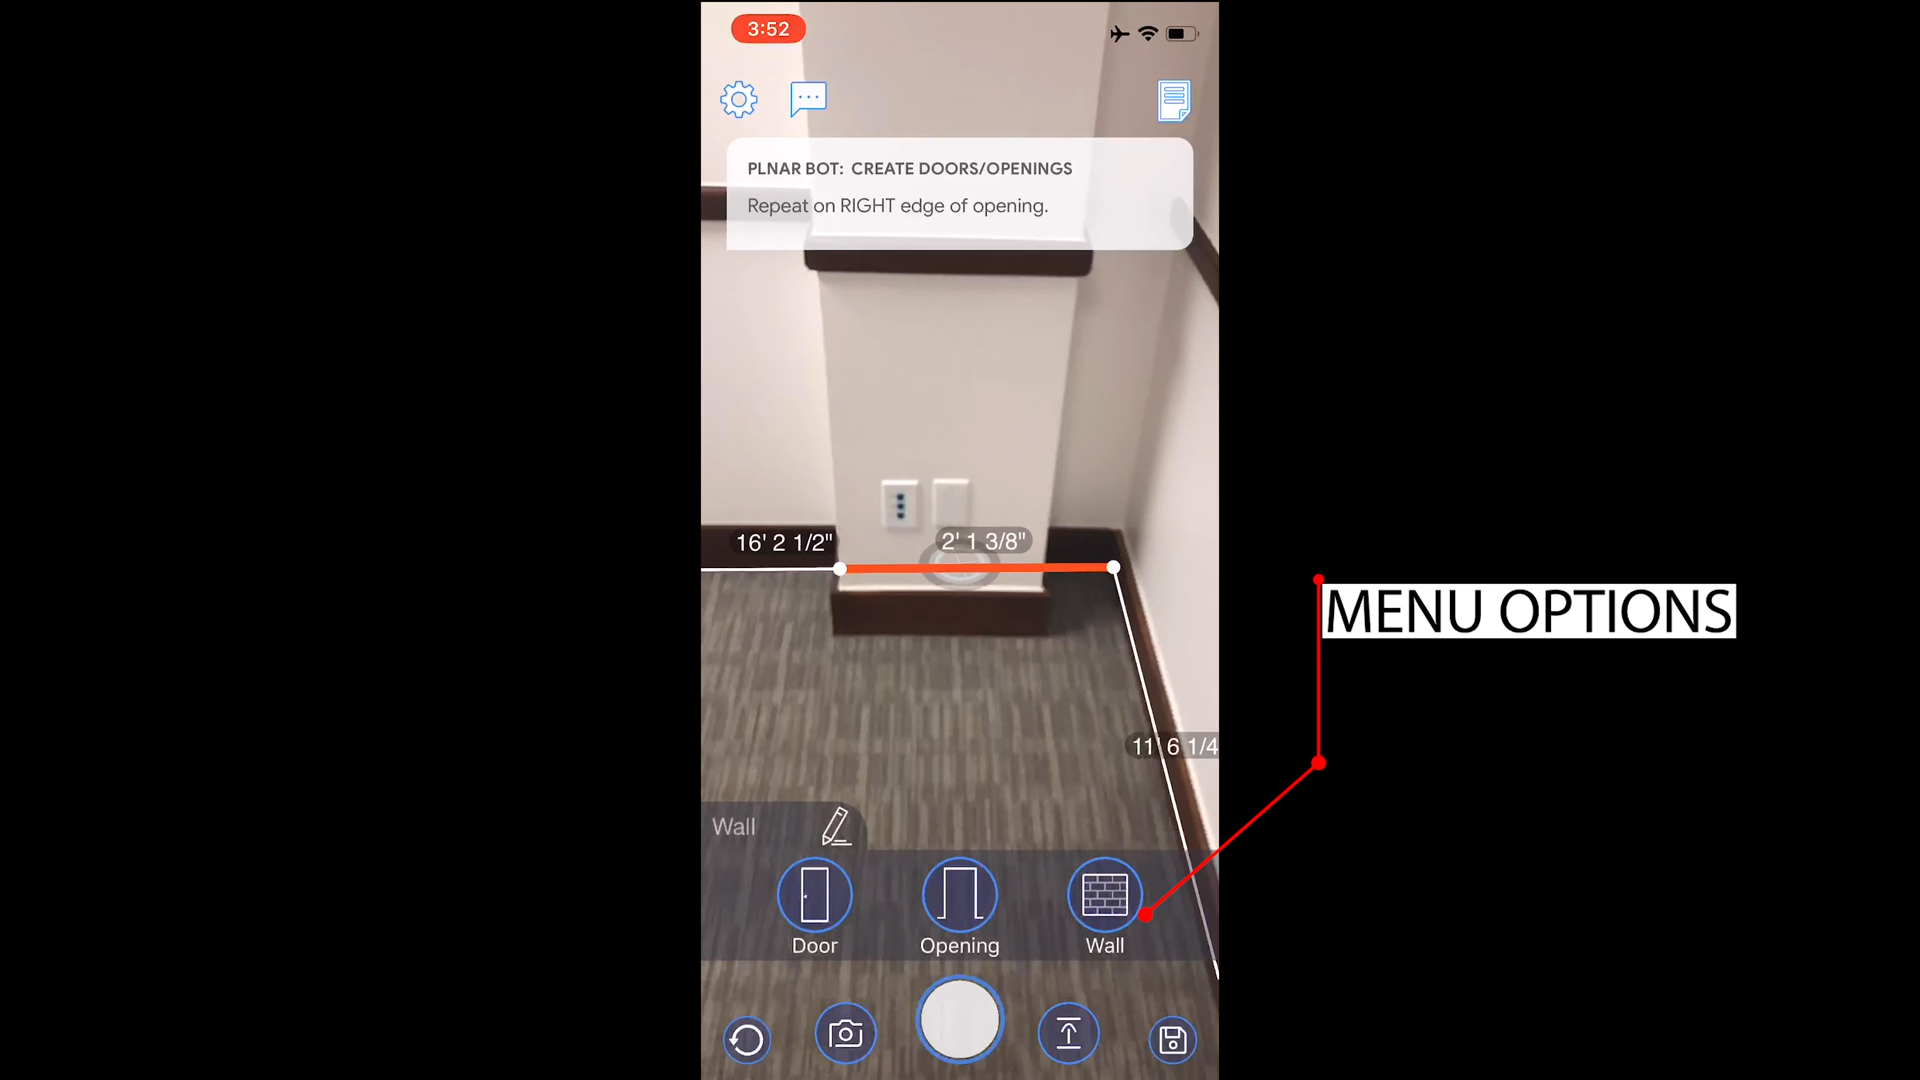 3:52
PLNAR BOT: CREATE DOORS/OPENINGS
Repeat on RIGHT edge of opening.
16' 2 1/2"
2' 1 3/8"
MENU OPTIONS
11' 6 1/4
Wall
Door
Opening
Wall